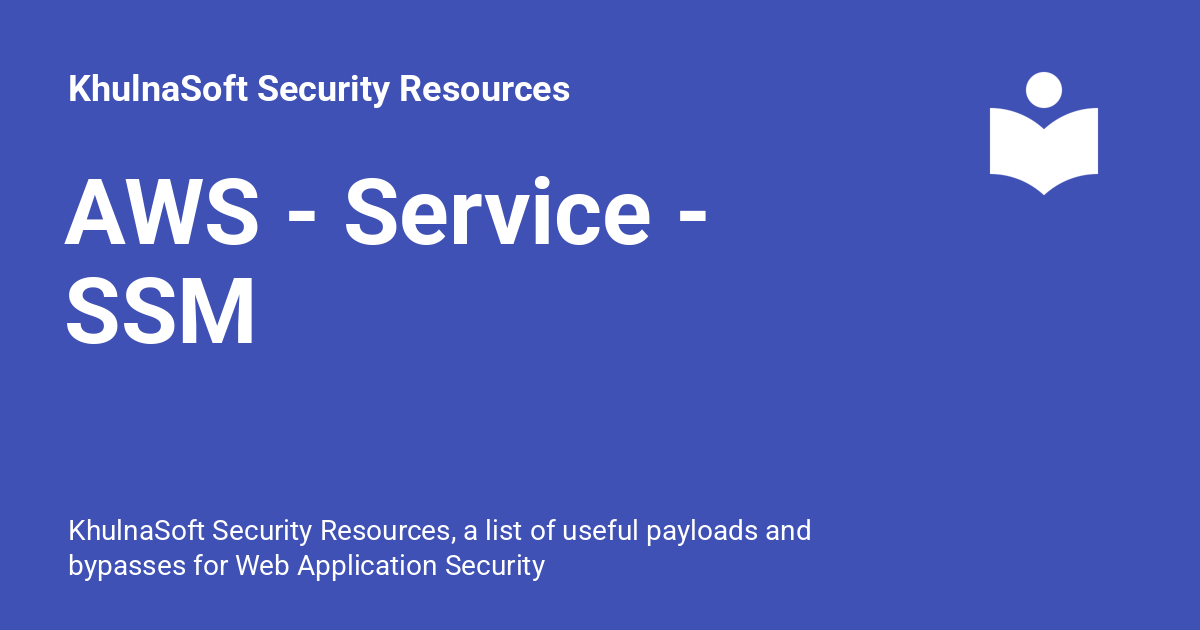 KhulnaSoft Security Resources
AWS - Service -
SSM
KhulnaSoft Security Resources, a list of useful payloads and
bypasses for Web Application Security